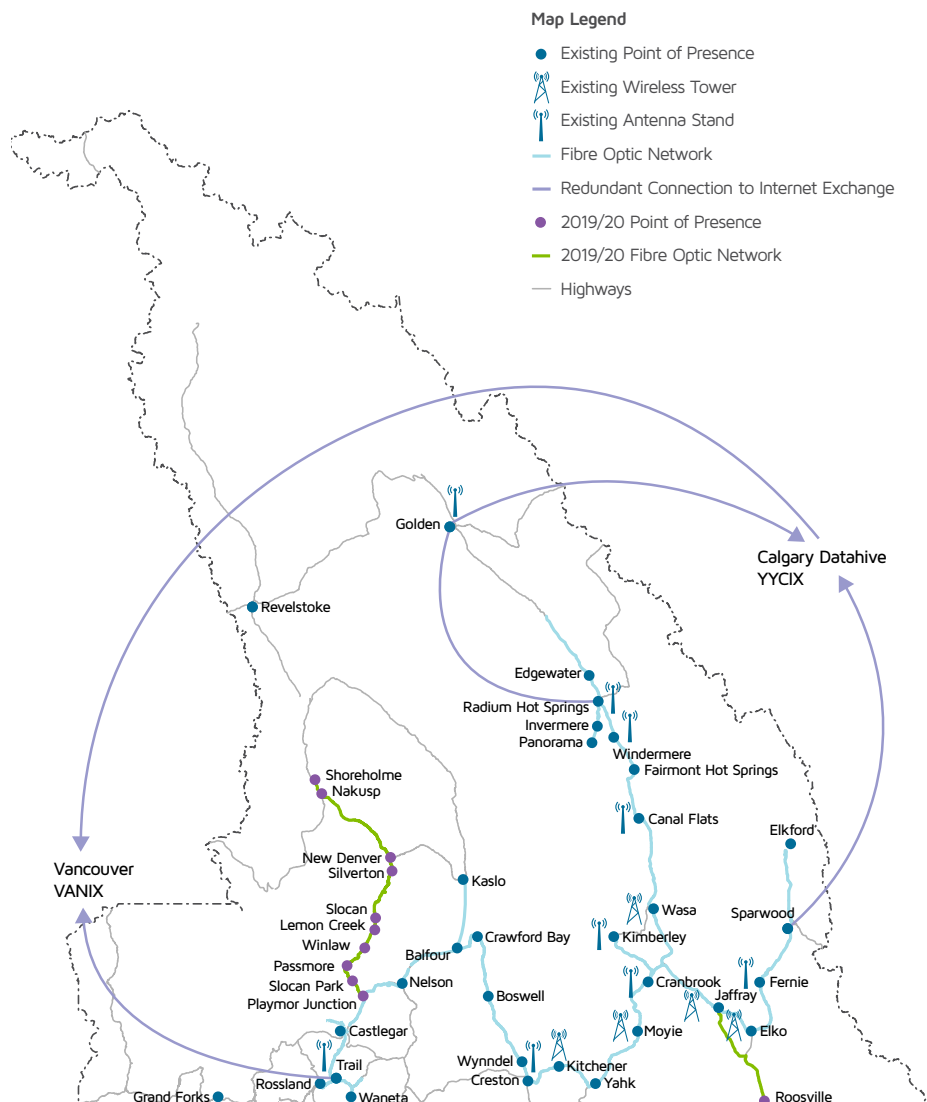 Map Legend
Existing Point of Presence
Existing Wireless Tower
Existing Antenna Stand
Fibre Optic Network
Redundant Connection to Internet Exchange
2019/20 Point of Presence
2019/20 Fibre Optic Network
Highways
Golden
Calgary Datahive
YYCIX
Revelstoke
Edgewater
Radium Hot Springs
Invermere
Panorama
Windermere
Fairmont Hot Springs
Shoreholme
Nakusp
Canal Flats
Elkford
New Denver
Silverton
Vancouver
VANIX
Kaslo
Slocan
Lemon Creek
Wasa
Sparwood
Winlaw
Crawford Bay
Kimberley
Balfour
Passmore
Slocan Park
Playmor Junction
Nelson
Boswell
Cranbrook
Fernie
Jaffray
Castlegar
Moyie
Elko
Trail
Wynndel
Kitchener
Rossland
Creston
Yahk
Grand Forks
Waneta
Roosville